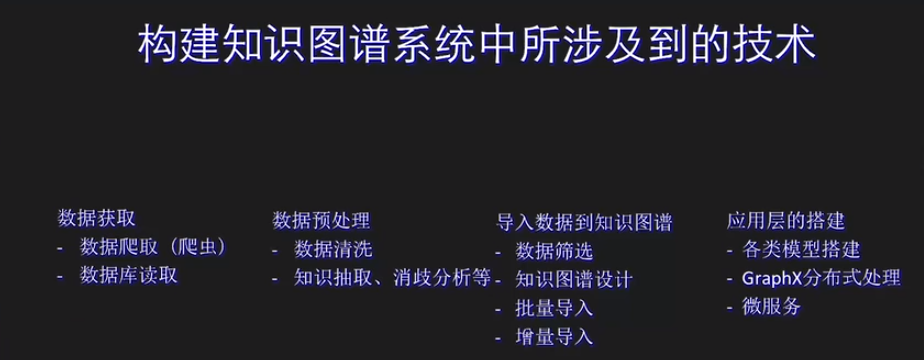 构建知识图谱系统中所涉及到的技术
数据获取
- 数据爬取（爬虫）
- 数据库读取
数据预处理
- 数据清洗
- 知识抽取、消歧分析等
导入数据到知识图谱
- 数据筛选
- 知识图谱设计
- 批量导入
- 增量导入
应用层的搭建
- 各类模型搭建
- GraphX分布式处理
- 微服务